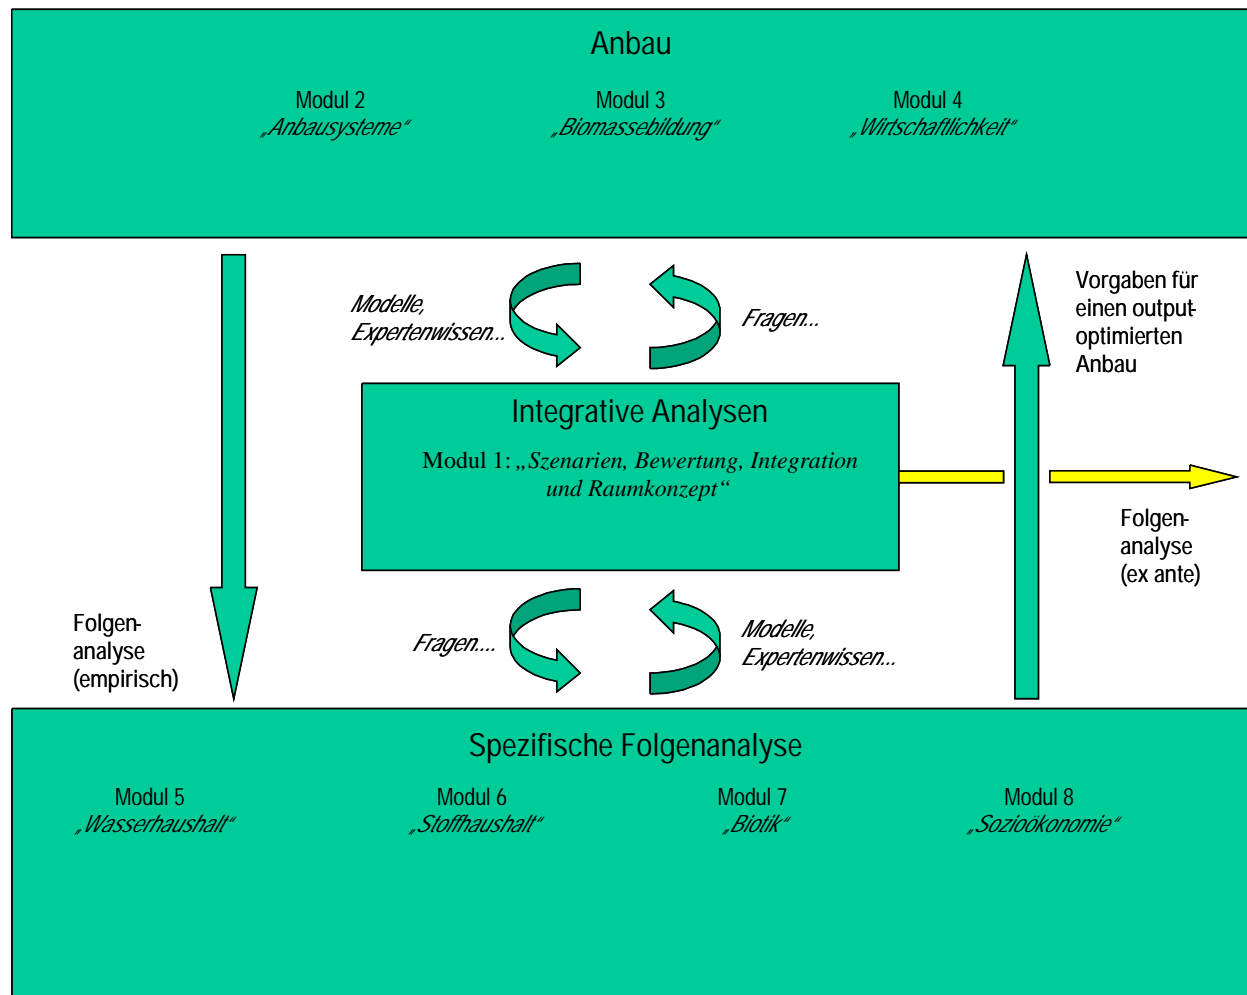 Anbau
Modul 2
„Anbausysteme“
Modul 3
„Biomassebildung“
Modul 4
„Wirtschaftlichkeit“
Modelle,
Expertenwissen...
Fragen...
Vorgaben für
einen output-
optimierten
Anbau
Integrative Analysen
Modul 1: „Szenarien, Bewertung, Integration
und Raumkonzept“
Folgen-
analyse
(ex ante)
Folgen-
analyse
(empirisch)
Fragen....
Modelle,
Expertenwissen...
Spezifische Folgenanalyse
Modul 5
„Wasserhaushalt“
Modul 6
„Stoffhaushalt“
Modul 7
„Biotik“
Modul 8
„Sozioökonomie“